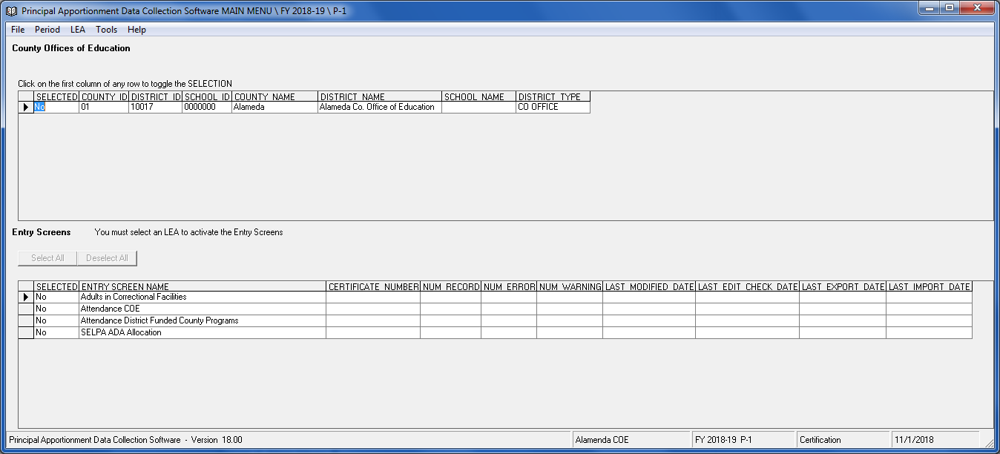 Principal Apportionment Data Collection Software MAIN MENU \ FY 2018-19 \ P-1
File Period LEA Tools Help
County Offices of Education
Click on the first column of any row to toggle the SELECTION
SELECTED COUNTY_ID DISTRICT_ID SCHOOL_ID COUNTY_NAME DISTRICT_NAME SCHOOL_NAME DISTRICT_TYPE
No 01 10017 0000000 Alameda Alameda Co. Office of Education CO OFFICE
Entry Screens You must select an LEA to activate the Entry Screens
Select All Deselect All
SELECTED ENTRY SCREEN NAME CERTIFICATE_NUMBER NUM_RECORD NUM_ERROR NUM_WARNING LAST_MODIFIED_DATE LAST_EDIT_CHECK_DATE LAST_EXPORT_DATE LAST_IMPORT_DATE
No Adults in Correctional Facilities
No Attendance COE
No Attendance District Funded County Programs
No SELPA ADA Allocation
Principal Apportionment Data Collection Software - Version 18.00 Alamenda COE FY 2018-19 P-1 Certification 11/1/2018